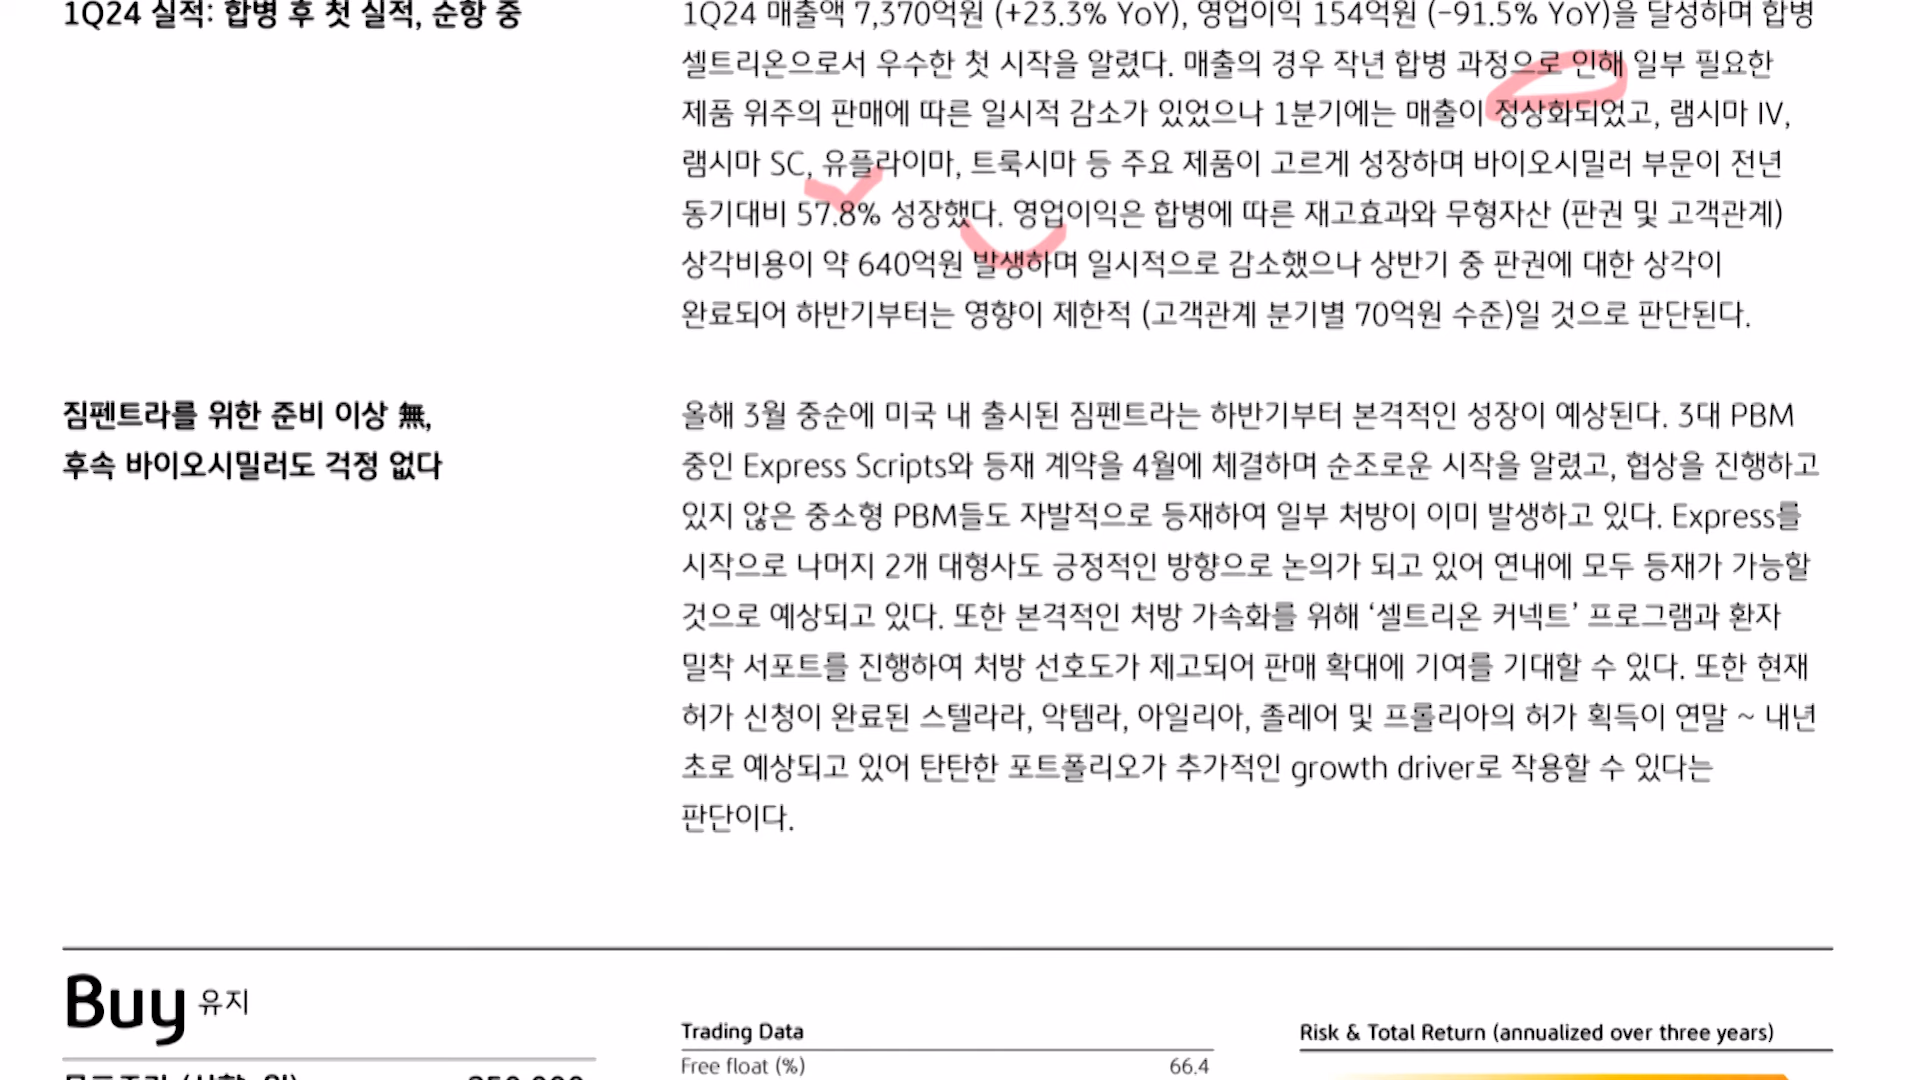 1Q24 실적: 합병 후 첫 실적, 순항 중
1Q24 매출액 7,370억원 (+23.3% YoY), 영업이익 154억원 (-91.5% YoY)을 달성하며 합병
셀트리온으로서 우수한 첫 시작을 알렸다. 매출의 경우 작년 합병 과정으로 인해 일부 필요한
제품 위주의 판매에 따른 일시적 감소가 있었으나 1분기에는 매출이 정상화되었고, 램시마 IV,
램시마 SC, 유플라이마, 트룩시마 등 주요 제품이 고르게 성장하며 바이오시밀러 부문이 전년
동기대비 57.8% 성장했다. 영업이익은 합병에 따른 재고효과와 무형자산 (판권 및 고객관계)
상각비용이 약 640억원 발생하며 일시적으로 감소했으나 상반기 중 판권에 대한 상각이
완료되어 하반기부터는 영향이 제한적 (고객관계 분기별 70억원 수준)일 것으로 판단된다.
짐펜트라를 위한 준비 이상 無,
후속 바이오시밀러도 걱정 없다
올해 3월 중순에 미국 내 출시된 짐펜트라는 하반기부터 본격적인 성장이 예상된다. 3대 PBM
중인 Express Scripts와 등재 계약을 4월에 체결하며 순조로운 시작을 알렸고, 협상을 진행하고
있지 않은 중소형 PBM들도 자발적으로 등재하여 일부 처방이 이미 발생하고 있다. Express를
시작으로 나머지 2개 대형사도 긍정적인 방향으로 논의가 되고 있어 연내에 모두 등재가 가능할
것으로 예상되고 있다. 또한 본격적인 처방 가속화를 위해 ‘셀트리온 커넥트’ 프로그램과 환자
밀착 서포트를 진행하여 처방 선호도가 제고되어 판매 확대에 기여를 기대할 수 있다. 또한 현재
허가 신청이 완료된 스텔라라, 악템라, 아일리아, 졸레어 및 프롤리아의 허가 획득이 연말 ~ 내년
초로 예상되고 있어 탄탄한 포트폴리오가 추가적인 growth driver로 작용할 수 있다는
판단이다.
Buy 유지
Trading Data
Free float (%) 66.4
Risk & Total Return (annualized over three years)